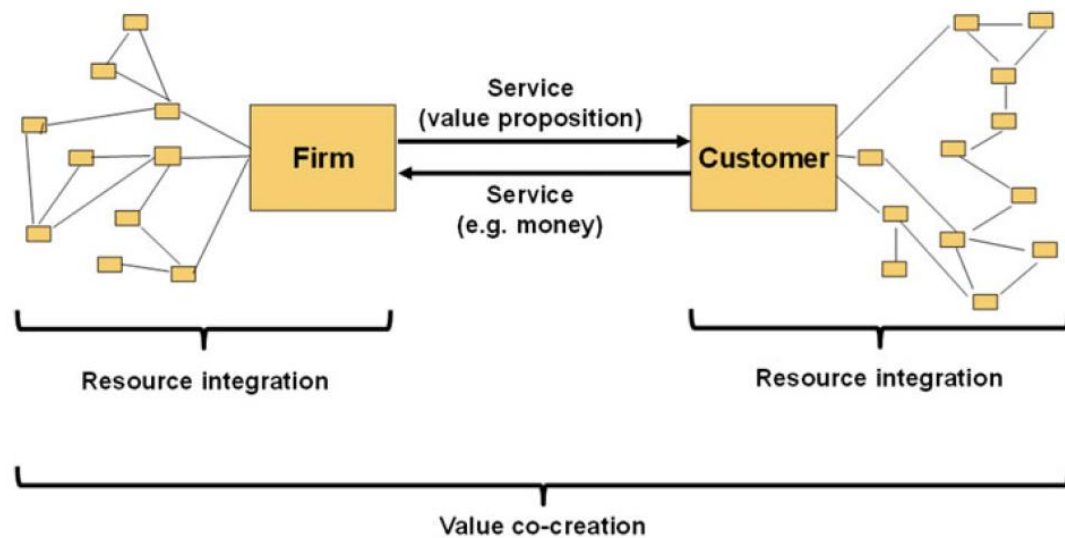 Service
(value proposition)
Firm
Customer
Service
(e.g. money)
Resource integration
Resource integration
Value co-creation